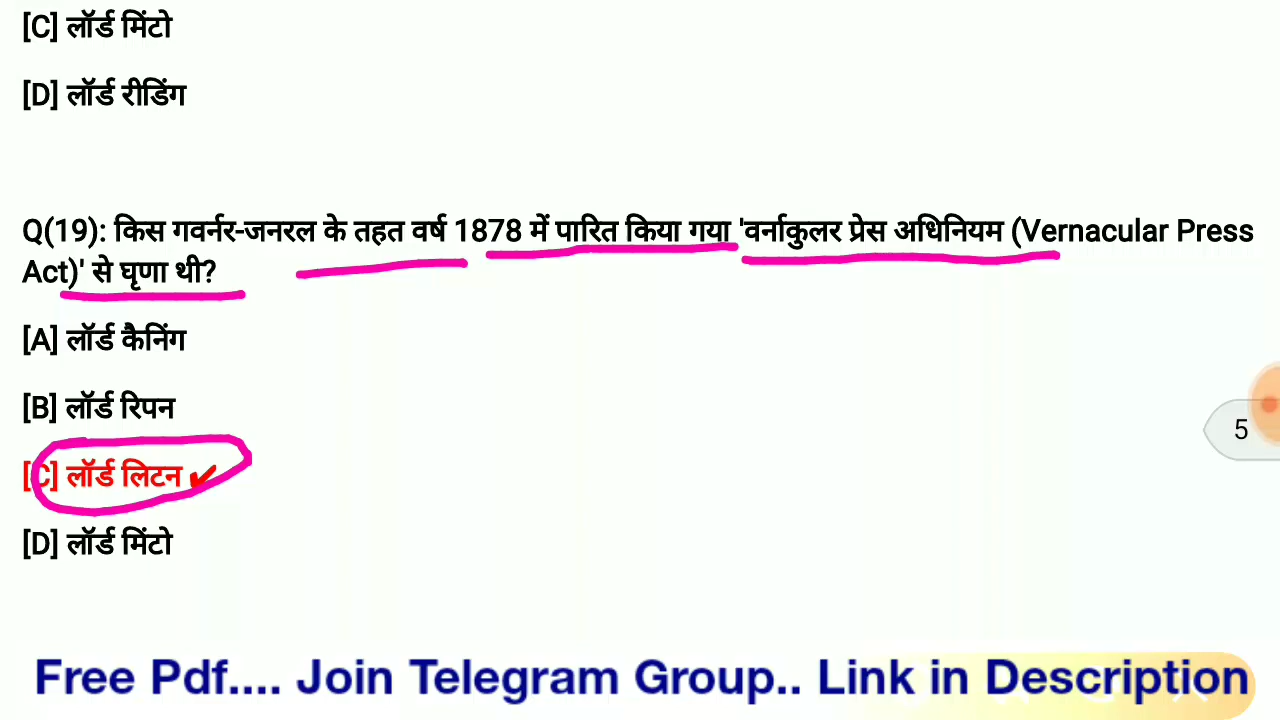 [C] लॉर्ड मिंटो
[D] लॉर्ड रीडिंग
Q(19): किस गवर्नर-जनरल के तहत वर्ष 1878 में पारित किया गया 'वर्नाकुलर प्रेस अधिनियम (Vernacular Press
Act)' से घृणा थी?
[A] लॉर्ड कैनिंग
[B] लॉर्ड रिपन
[C] लॉर्ड लिटन ✔
5
[D] लॉर्ड मिंटो
Free Pdf.... Join Telegram Group.. Link in Description